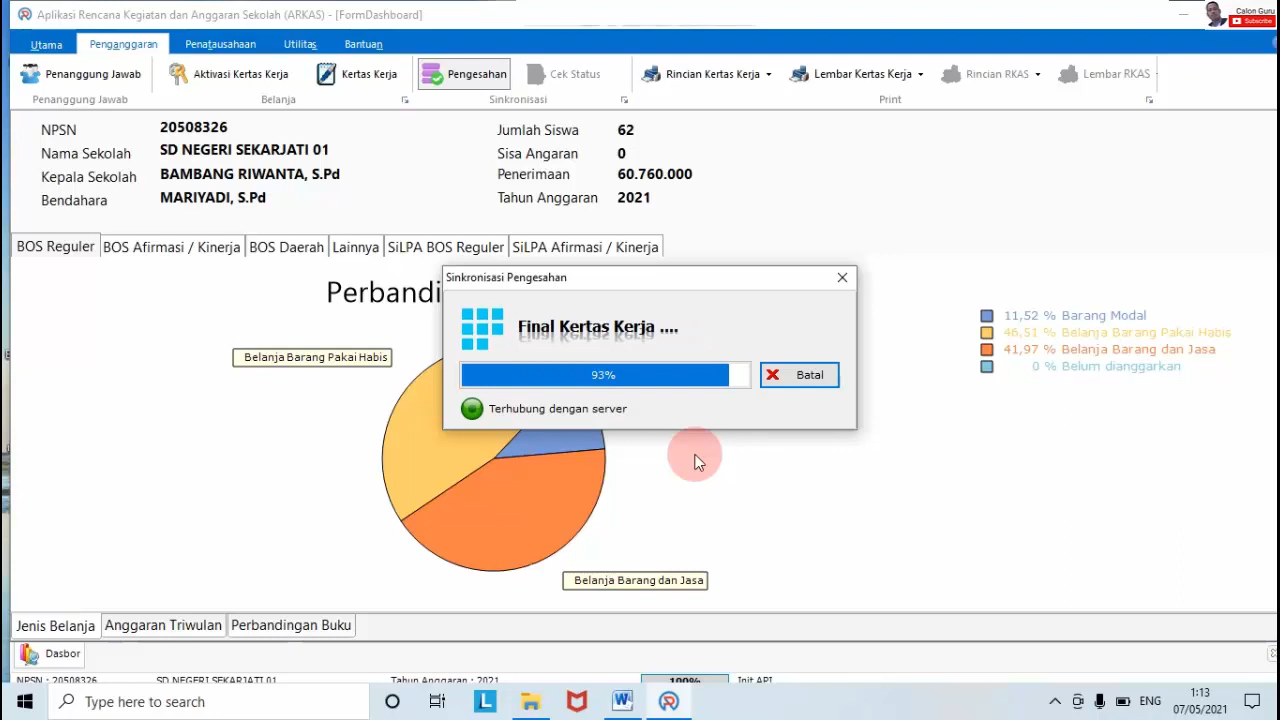 Aplikasi Rencana Kegiatan dan Anggaran Sekolah (ARKAS) - [FormDashboard]
Calon Guru
Subscribe
Utama Penganggaran Penatausahaan Utilitas Bantuan
Penanggung Jawab Aktivasi Kertas Kerja Kertas Kerja Pengesahan Cek Status Rincian Kertas Kerja Lembar Kertas Kerja Rincian RKAS Lembar RKAS
Penanggung Jawab Belanja Sinkronisasi Print
NPSN 20508326 Jumlah Siswa 62
Nama Sekolah SD NEGERI SEKARJATI 01 Sisa Angaran 0
Kepala Sekolah BAMBANG RIWANTA, S.Pd Penerimaan 60.760.000
Bendahara MARIYADI, S.Pd Tahun Anggaran 2021
BOS Reguler BOS Afirmasi / Kinerja BOS Daerah Lainnya SiLPA BOS Reguler SiLPA Afirmasi / Kinerja
Sinkronisasi Pengesahan
Final Kertas Kerja ....
93%
Batal
Terhubung dengan server
11,52 % Barang Modal
46,51 % Belanja Barang Pakai Habis
41,97 % Belanja Barang dan Jasa
0 % Belum dianggarkan
Belanja Barang Pakai Habis
Belanja Barang dan Jasa
Jenis Belanja Anggaran Triwulan Perbandingan Buku
Dasbor
NPSN : 20508326 SD NEGERI SEKARJATI 01 Tahun Anggaran : 2021 100% Init API
Type here to search
ENG
1:13
07/05/2021